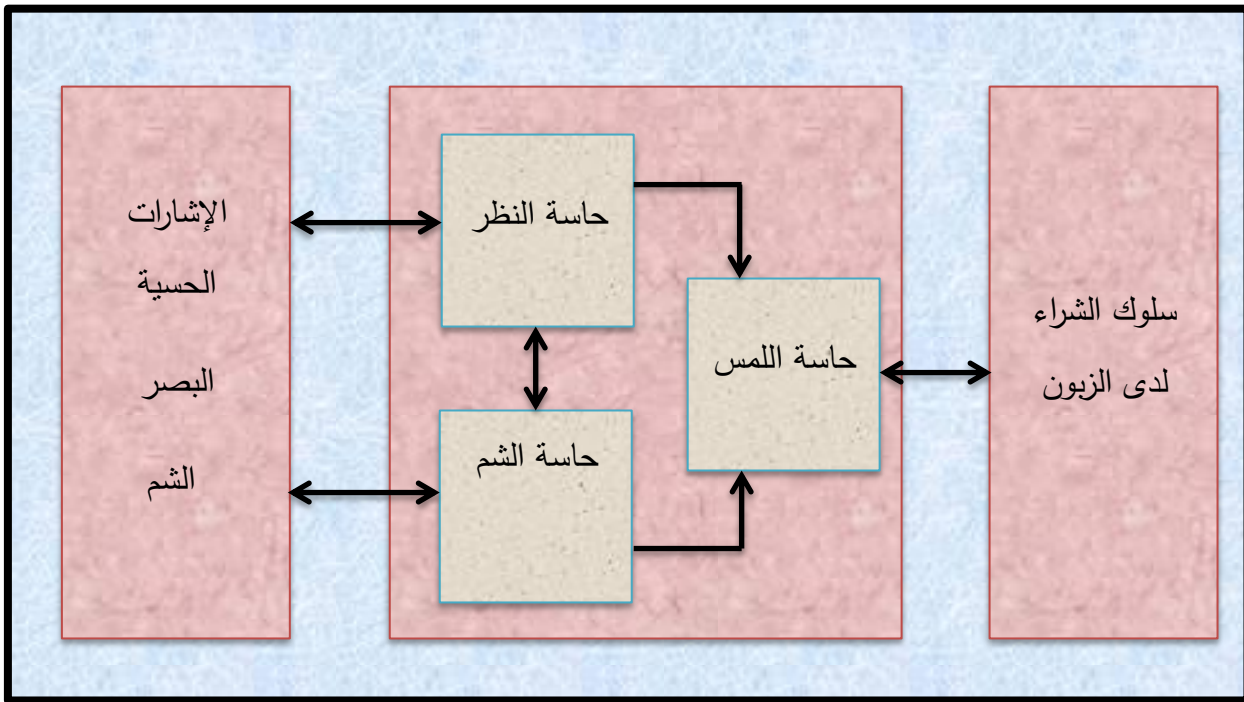 الإشارات
الحسية
البصر
الشم
حاسة النظر
حاسة الشم
حاسة اللمس
سلوك الشراء
لدى الزبون